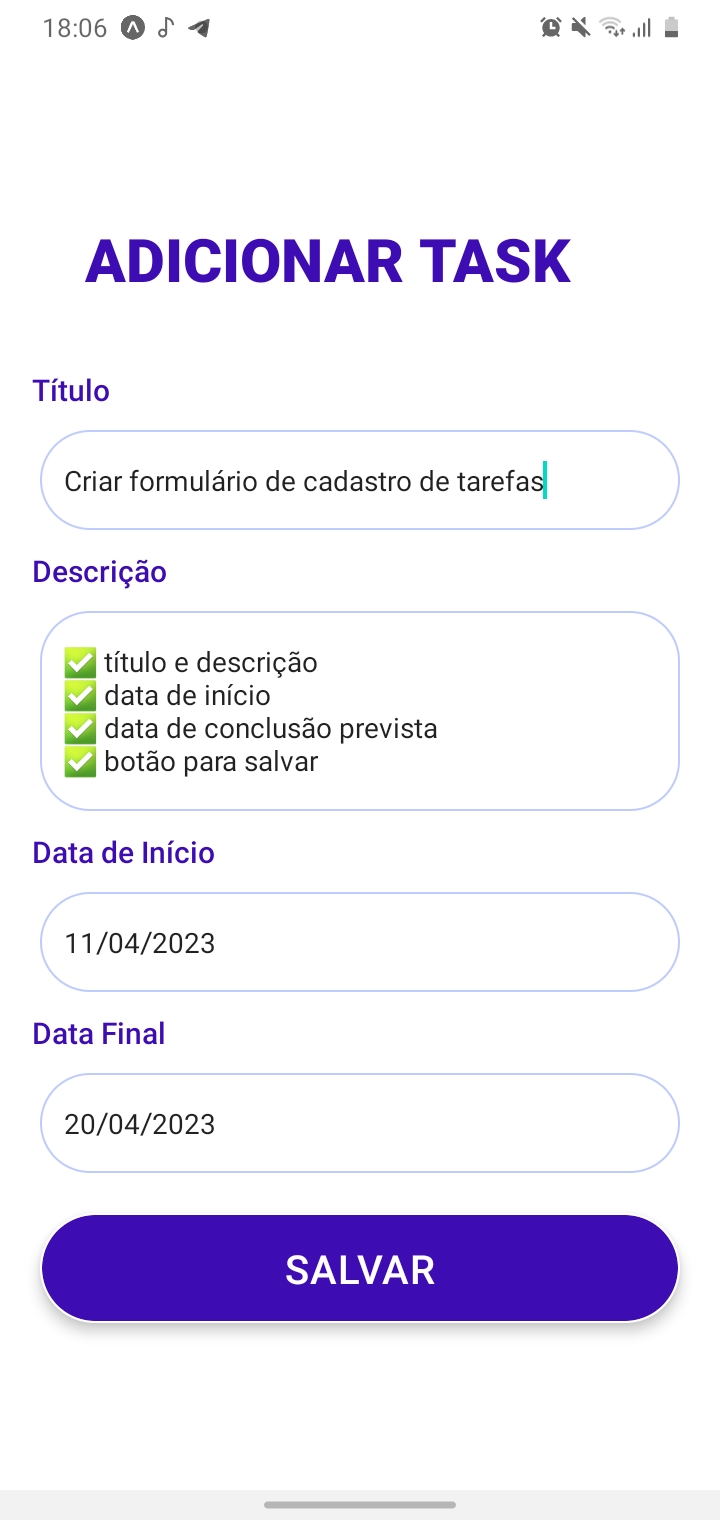 18:06
ADICIONAR TASK
Título
Criar formulário de cadastro de tarefas
Descrição
✅ título e descrição
✅ data de início
✅ data de conclusão prevista
✅ botão para salvar
Data de Início
11/04/2023
Data Final
20/04/2023
SALVAR